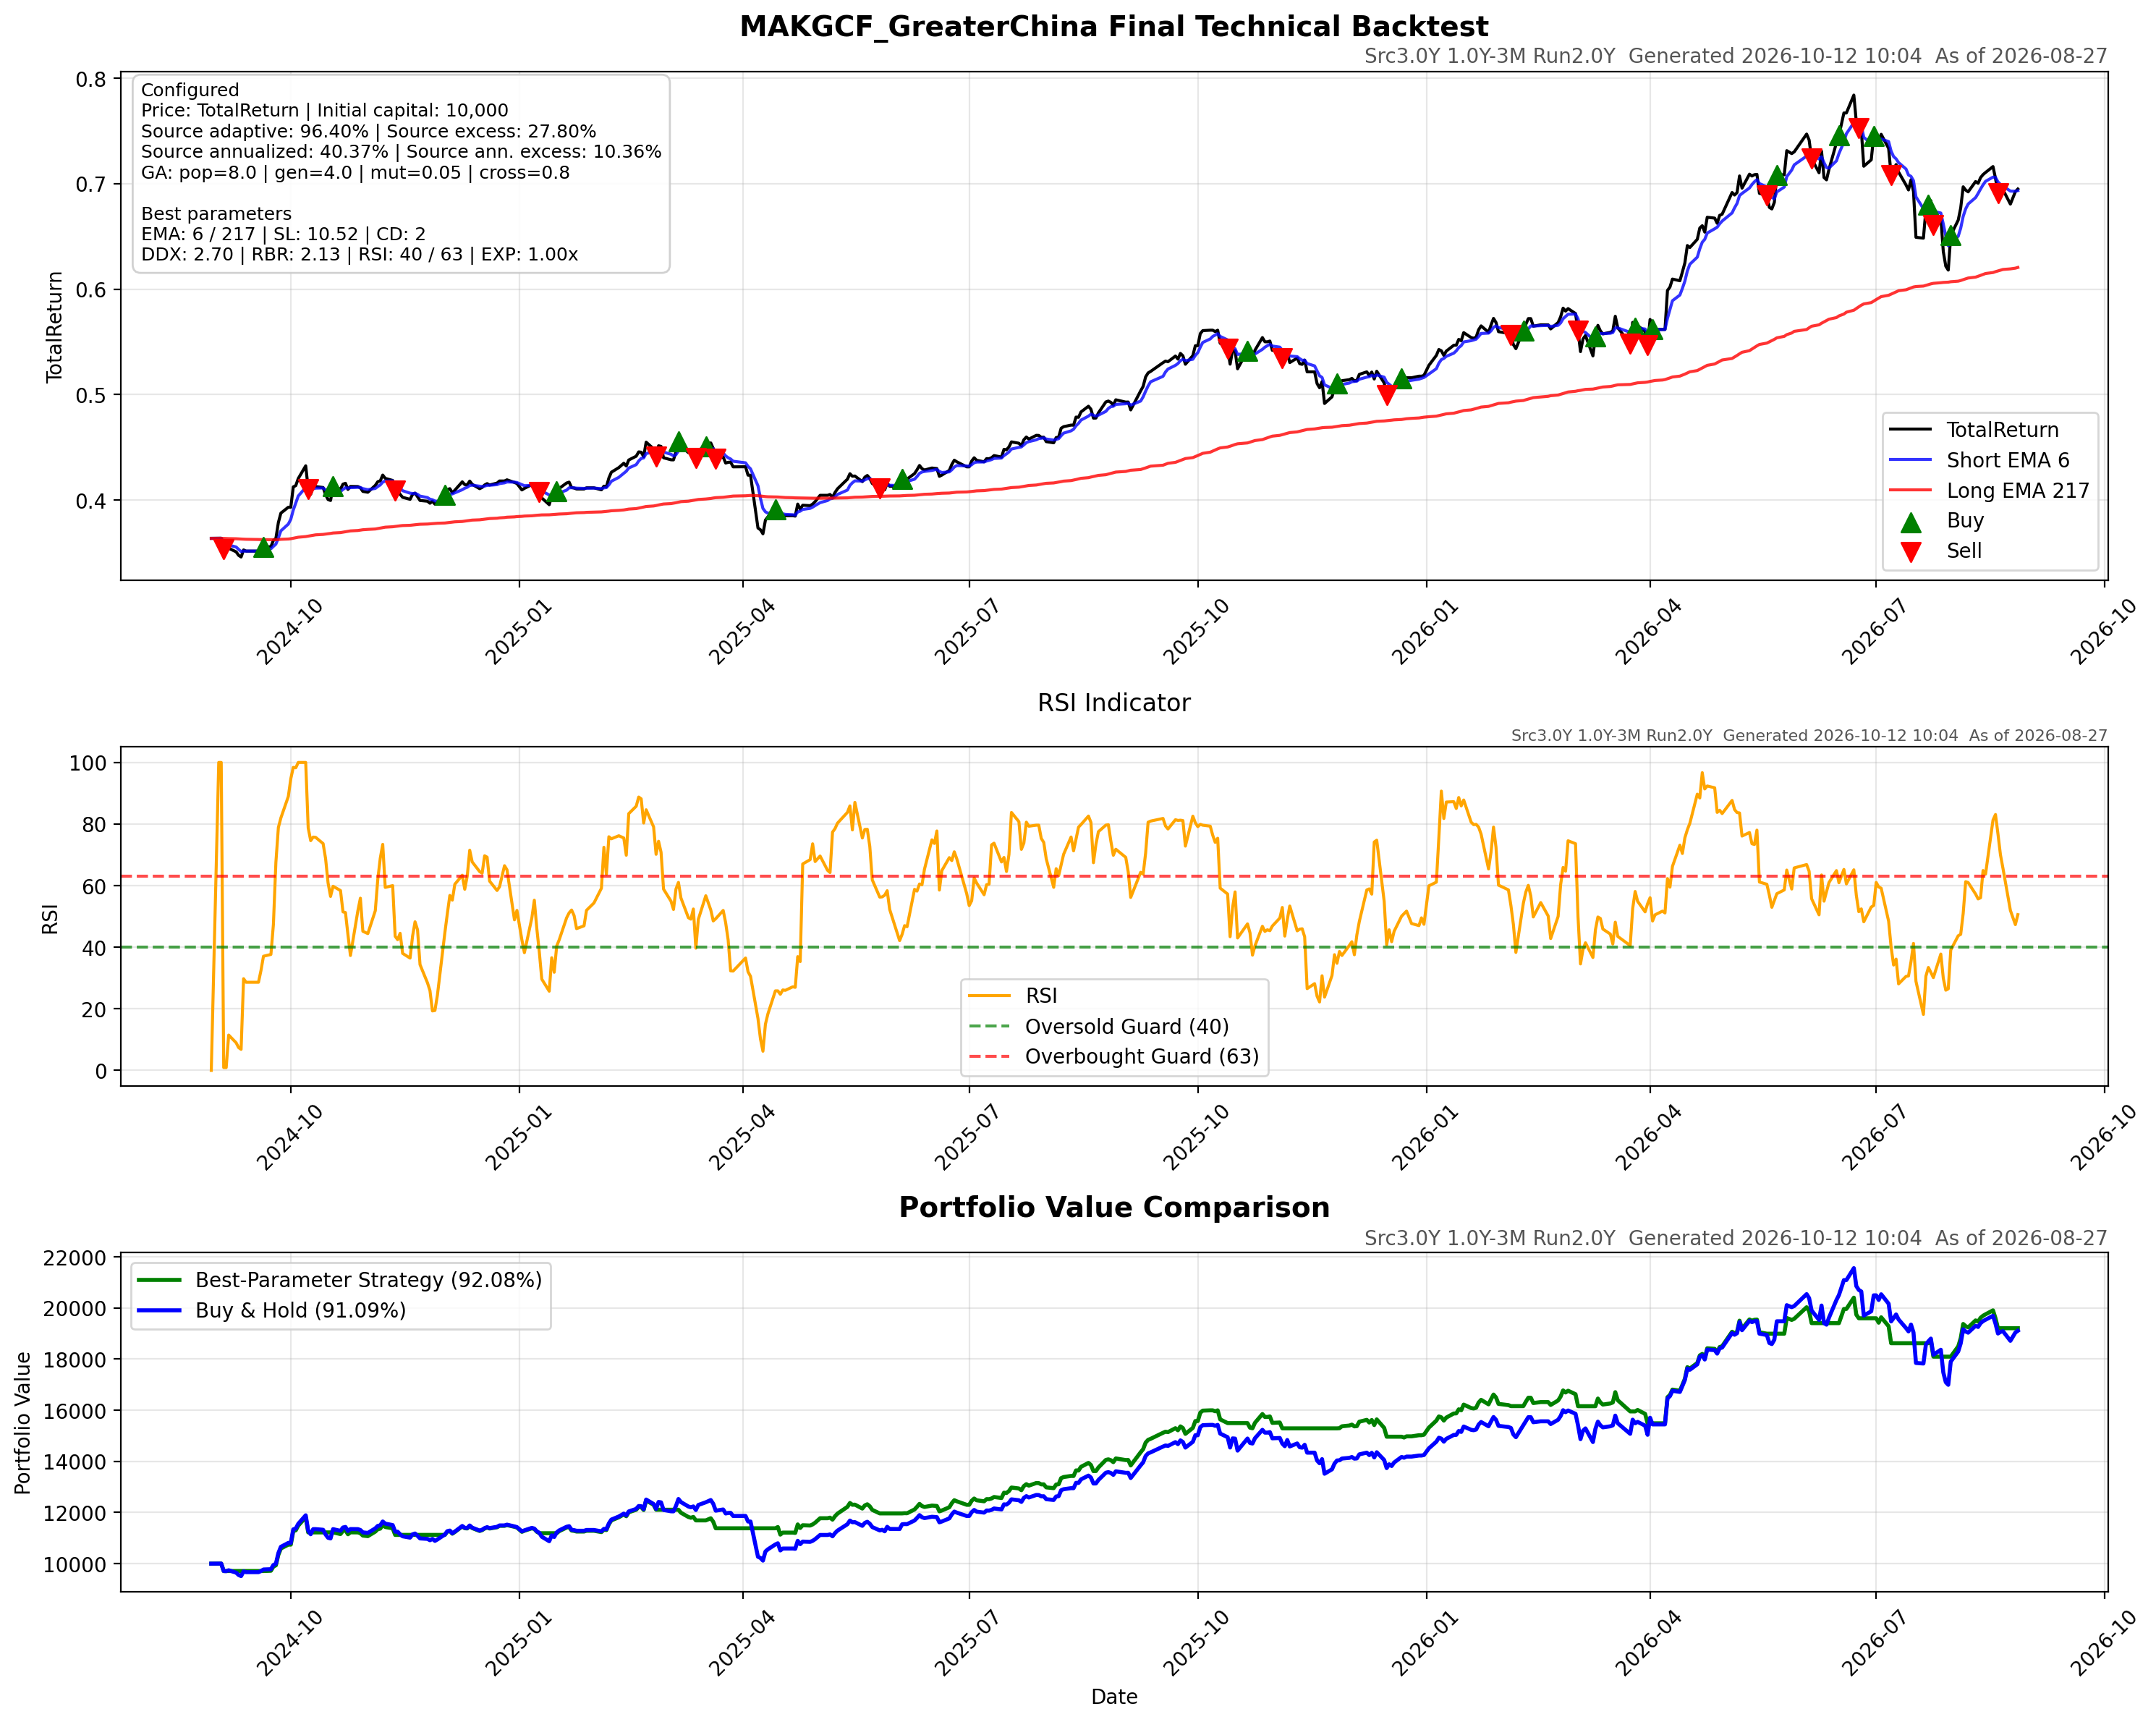 MAKGCF_GreaterChina Final Technical Backtest
Src3.0Y 1.0Y-3M Run2.0Y  Generated 2026-10-12 10:04  As of 2026-08-27
Configured
Price: TotalReturn | Initial capital: 10,000
Source adaptive: 96.40% | Source excess: 27.80%
Source annualized: 40.37% | Source ann. excess: 10.36%
GA: pop=8.0 | gen=4.0 | mut=0.05 | cross=0.8
Best parameters
EMA: 6 / 217 | SL: 10.52 | CD: 2
DDX: 2.70 | RBR: 2.13 | RSI: 40 / 63 | EXP: 1.00x
TotalReturn
0.8
0.7
0.6
0.5
0.4
TotalReturn
Short EMA 6
Long EMA 217
Buy
Sell
2024-10
2025-01
2025-04
2025-07
2025-10
2026-01
2026-04
2026-07
2026-10
RSI Indicator
Src3.0Y 1.0Y-3M Run2.0Y  Generated 2026-10-12 10:04  As of 2026-08-27
RSI
100
80
60
40
20
0
RSI
Oversold Guard (40)
Overbought Guard (63)
2024-10
2025-01
2025-04
2025-07
2025-10
2026-01
2026-04
2026-07
2026-10
Portfolio Value Comparison
Src3.0Y 1.0Y-3M Run2.0Y  Generated 2026-10-12 10:04  As of 2026-08-27
Portfolio Value
22000
20000
18000
16000
14000
12000
10000
Best-Parameter Strategy (92.08%)
Buy & Hold (91.09%)
2024-10
2025-01
2025-04
2025-07
2025-10
2026-01
2026-04
2026-07
2026-10
Date